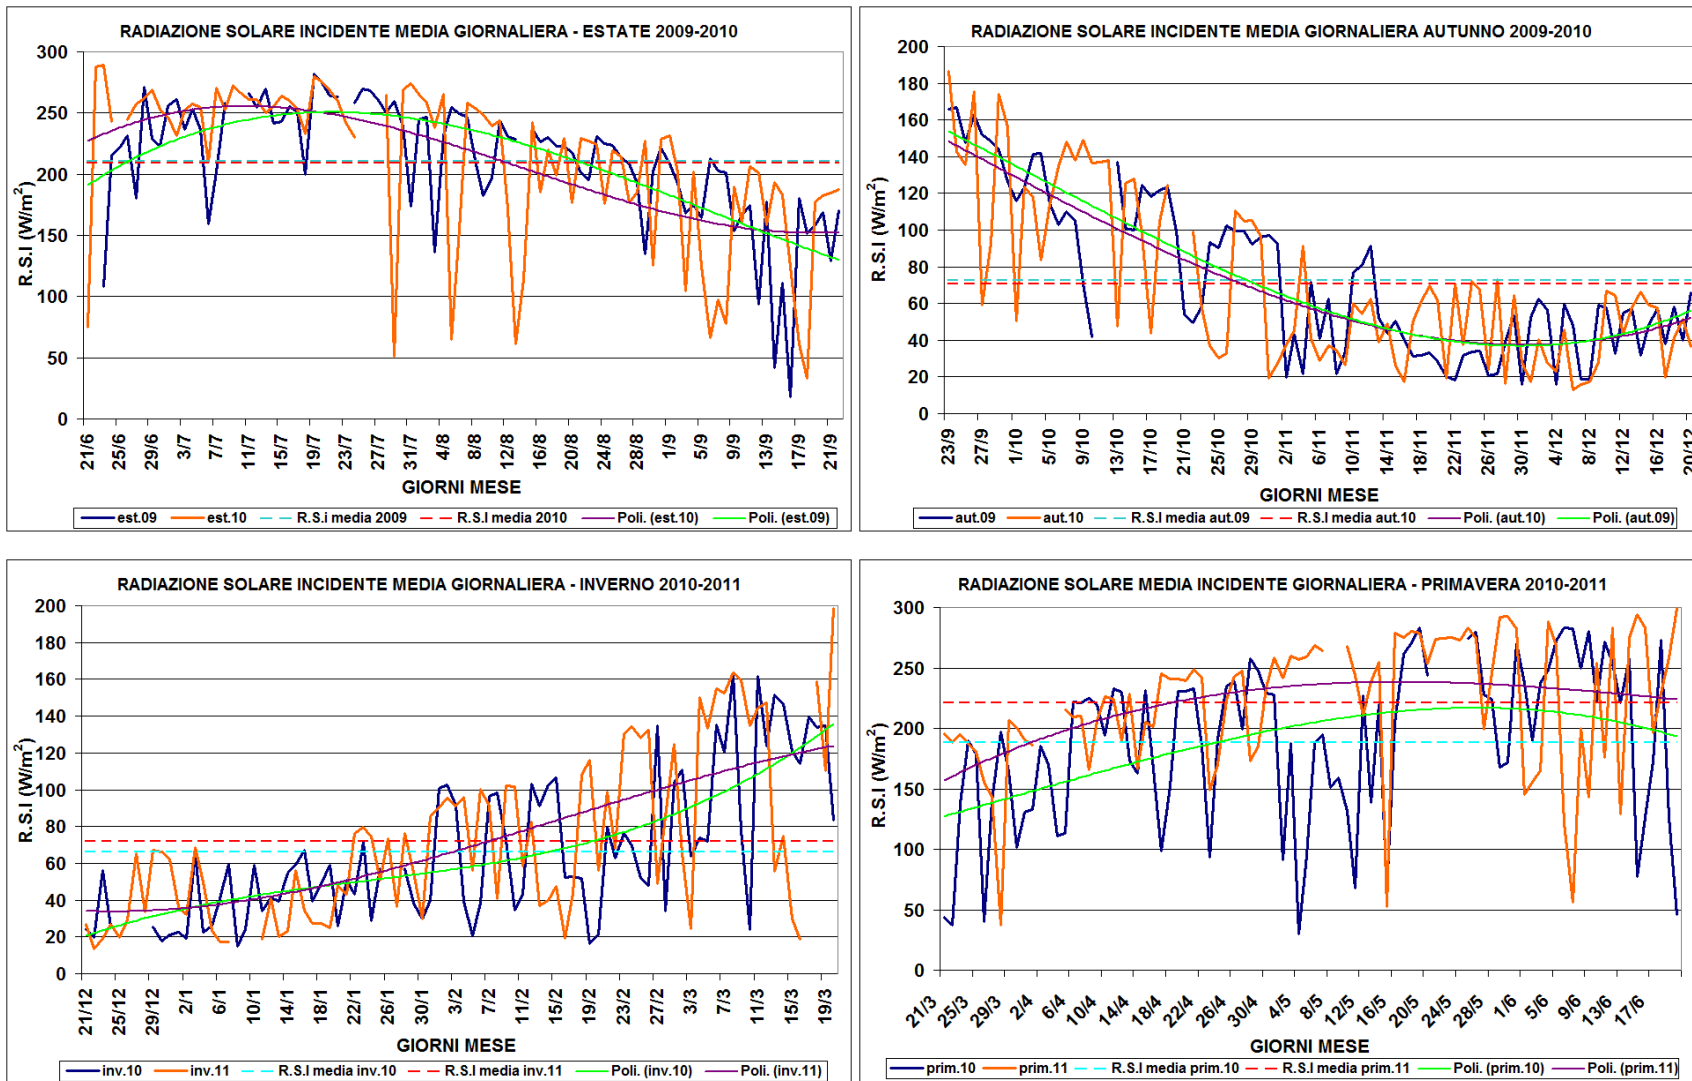 RADIAZIONE SOLARE INCIDENTE MEDIA GIORNALIERA - ESTATE 2009-2010
R.S.I (W/m²)
300
250
200
150
100
50
0
21/6 25/6 29/6 3/7 7/7 11/7 15/7 19/7 23/7 27/7 31/7 4/8 8/8 12/8 16/8 20/8 24/8 28/8 1/9 5/9 9/9 13/9 17/9 21/9
GIORNI MESE
est.09 est.10 R.S.i media 2009 R.S.I media 2010 Poli. (est.10) Poli. (est.09)
RADIAZIONE SOLARE INCIDENTE MEDIA GIORNALIERA AUTUNNO 2009-2010
R.S.I (W/m²)
200
180
160
140
120
100
80
60
40
20
0
23/9 27/9 1/10 5/10 9/10 13/10 17/10 21/10 25/10 29/10 2/11 6/11 10/11 14/11 18/11 22/11 26/11 30/11 4/12 8/12 12/12 16/12 20/12
GIORNI MESE
aut.09 aut.10 R.S.I media aut.09 R.S.I media aut.10 Poli. (aut.10) Poli. (aut.09)
RADIAZIONE SOLARE INCIDENTE MEDIA GIORNALIERA - INVERNO 2010-2011
R.S.I (W/m²)
200
180
160
140
120
100
80
60
40
20
0
21/12 25/12 29/12 2/1 6/1 10/1 14/1 18/1 22/1 26/1 30/1 3/2 7/2 11/2 15/2 19/2 23/2 27/2 3/3 7/3 11/3 15/3 19/3
GIORNI MESE
inv.10 inv.11 R.S.I media inv.10 R.S.I media inv.11 Poli. (inv.10) Poli. (inv.11)
RADIAZIONE SOLARE MEDIA INCIDENTE GIORNALIERA - PRIMAVERA 2010-2011
R.S.I (W/m²)
300
250
200
150
100
50
0
21/3 25/3 29/3 2/4 6/4 10/4 14/4 18/4 22/4 26/4 30/4 4/5 8/5 12/5 16/5 20/5 24/5 28/5 1/6 5/6 9/6 13/6 17/6
GIORNI MESE
prim.10 prim.11 R.S.I media prim.10 R.S.I media prim.11 Poli. (prim.10) Poli. (prim.11)